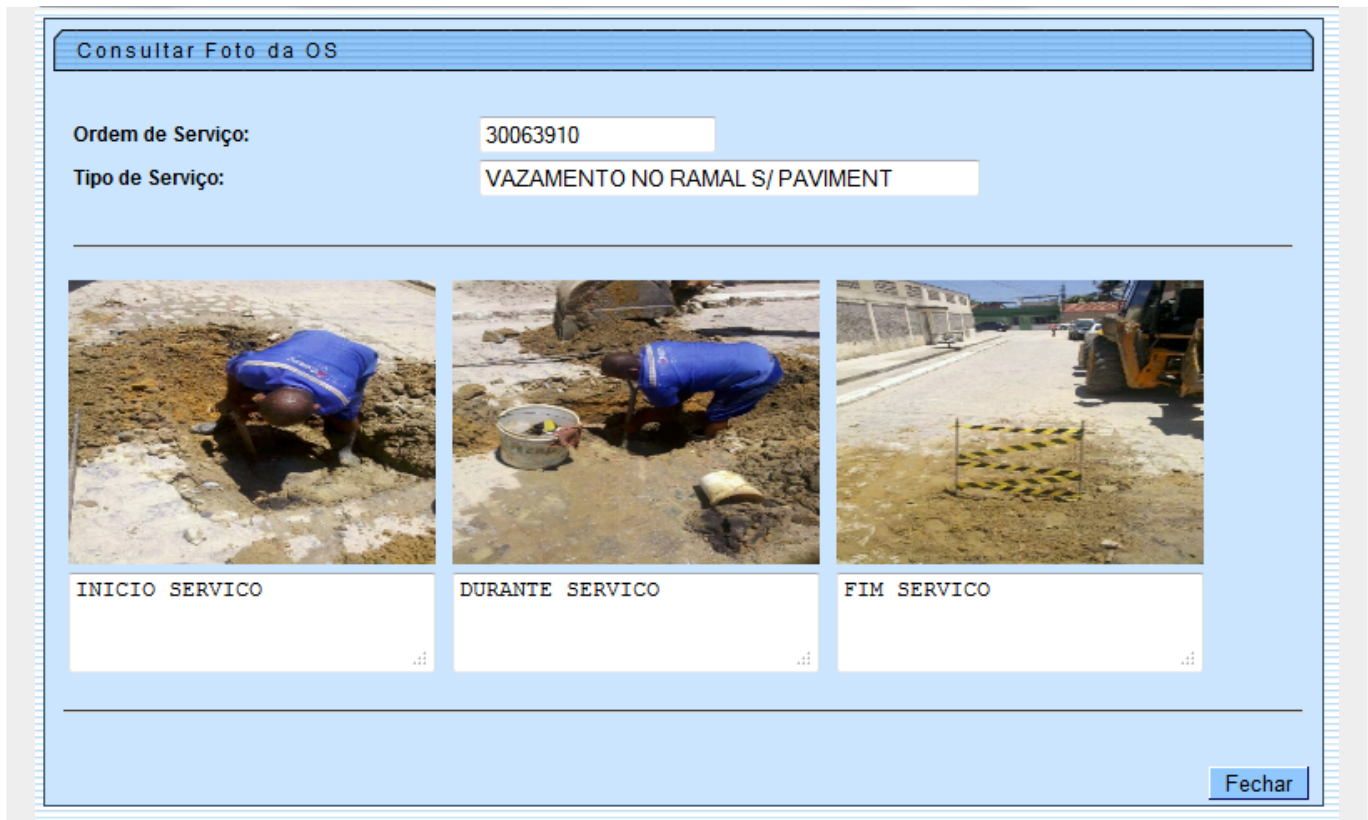 Consultar Foto da OS
Ordem de Serviço: 30063910
Tipo de Serviço: VAZAMENTO NO RAMAL S/ PAVIMENT
INICIO SERVICO DURANTE SERVICO FIM SERVICO
Fechar